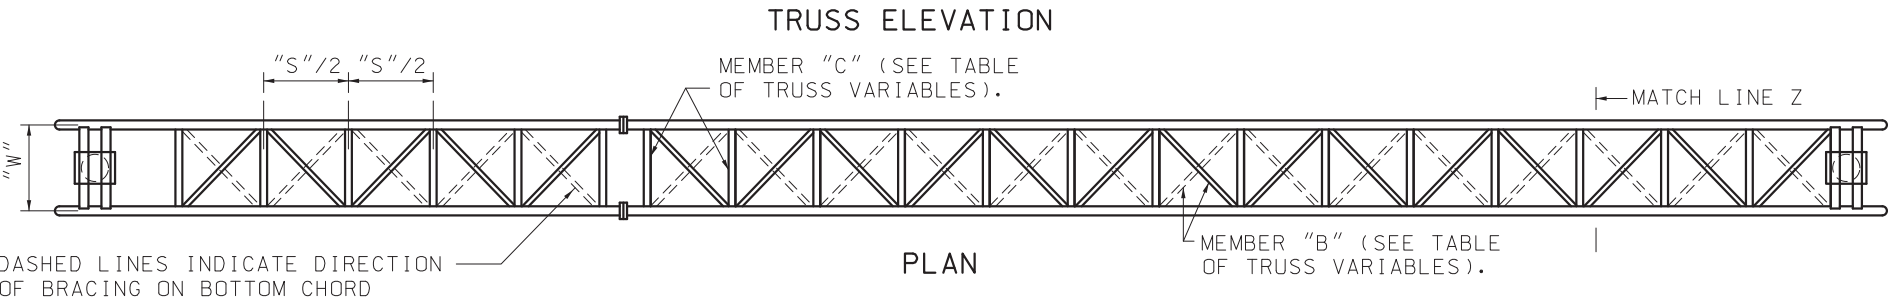 TRUSS ELEVATION
"S"/2 "S"/2
MEMBER "C" (SEE TABLE
OF TRUSS VARIABLES).
MATCH LINE Z
"W"
MEMBER "B" (SEE TABLE
OF TRUSS VARIABLES).
PLAN
DASHED LINES INDICATE DIRECTION
OF BRACING ON BOTTOM CHORD